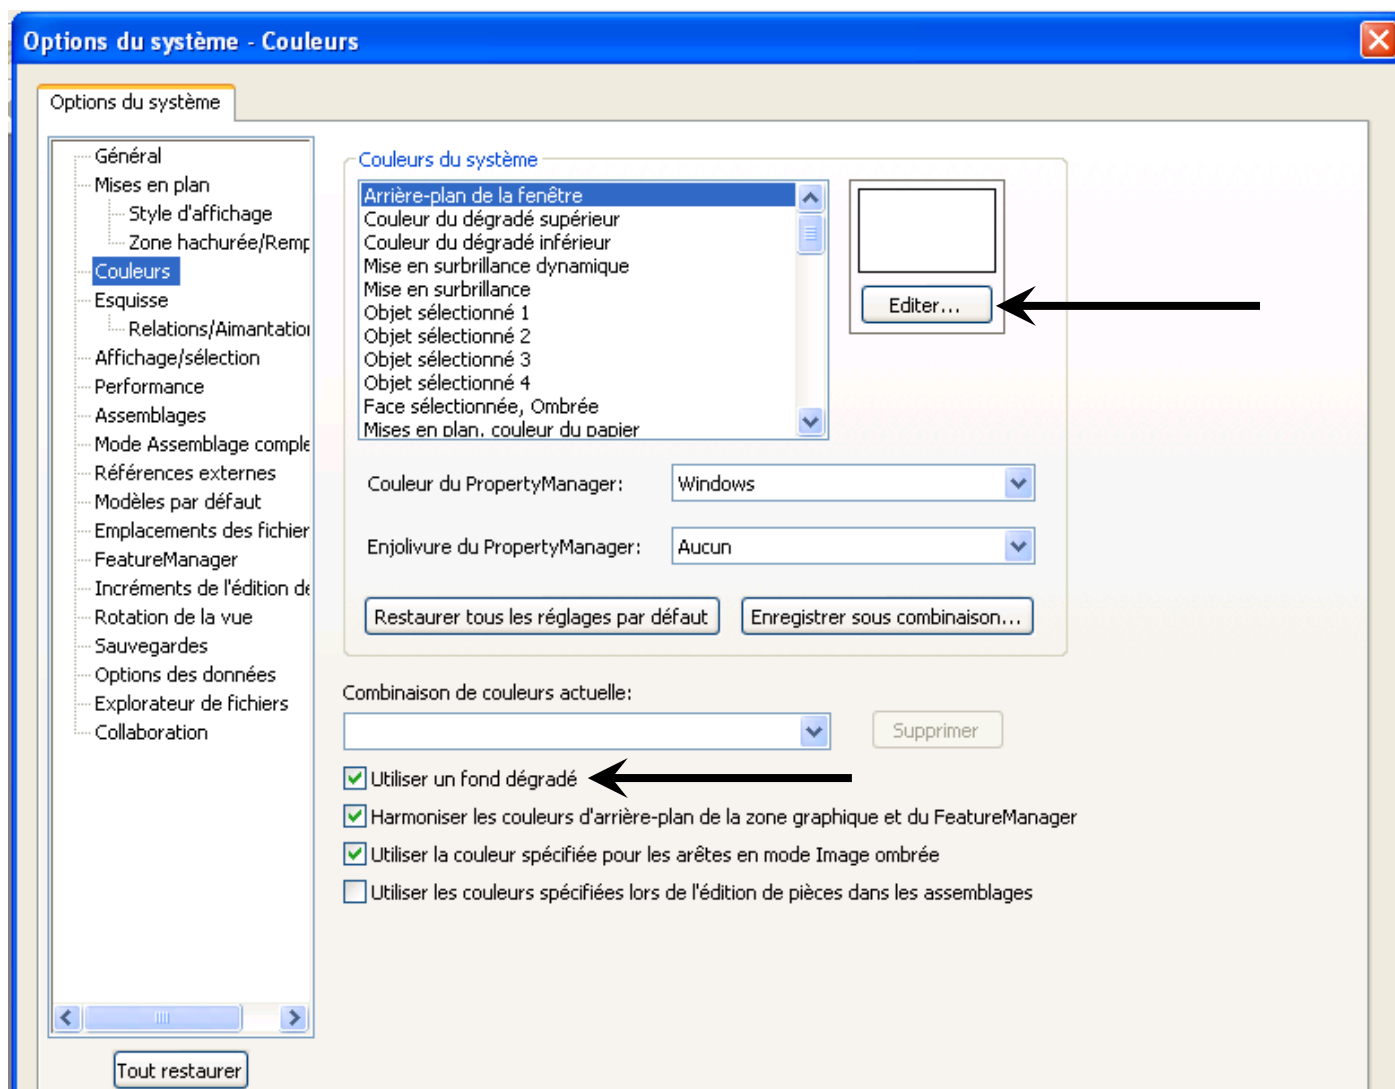 Options du système - Couleurs
Options du système
Général
Mises en plan
Style d'affichage
Zone hachurée/Remp
Couleurs
Esquisse
Relations/Aimantatio
Affichage/sélection
Performance
Assemblages
Mode Assemblage comple
Références externes
Modèles par défaut
Emplacements des fichier
FeatureManager
Incréments de l'édition de
Rotation de la vue
Sauvegardes
Options des données
Explorateur de fichiers
Collaboration
Tout restaurer
Couleurs du système
Arrière-plan de la fenêtre
Couleur du dégradé supérieur
Couleur du dégradé inférieur
Mise en surbrillance dynamique
Mise en surbrillance
Objet sélectionné 1
Objet sélectionné 2
Objet sélectionné 3
Objet sélectionné 4
Face sélectionnée, Ombrée
Mises en plan, couleur du papier
Editer...
Couleur du PropertyManager:
Windows
Enjolivure du PropertyManager:
Aucun
Restaurer tous les réglages par défaut
Enregistrer sous combinaison...
Combinaison de couleurs actuelle:
Supprimer
Utiliser un fond dégradé
Harmoniser les couleurs d'arrière-plan de la zone graphique et du FeatureManager
Utiliser la couleur spécifiée pour les arêtes en mode Image ombrée
Utiliser les couleurs spécifiées lors de l'édition de pièces dans les assemblages